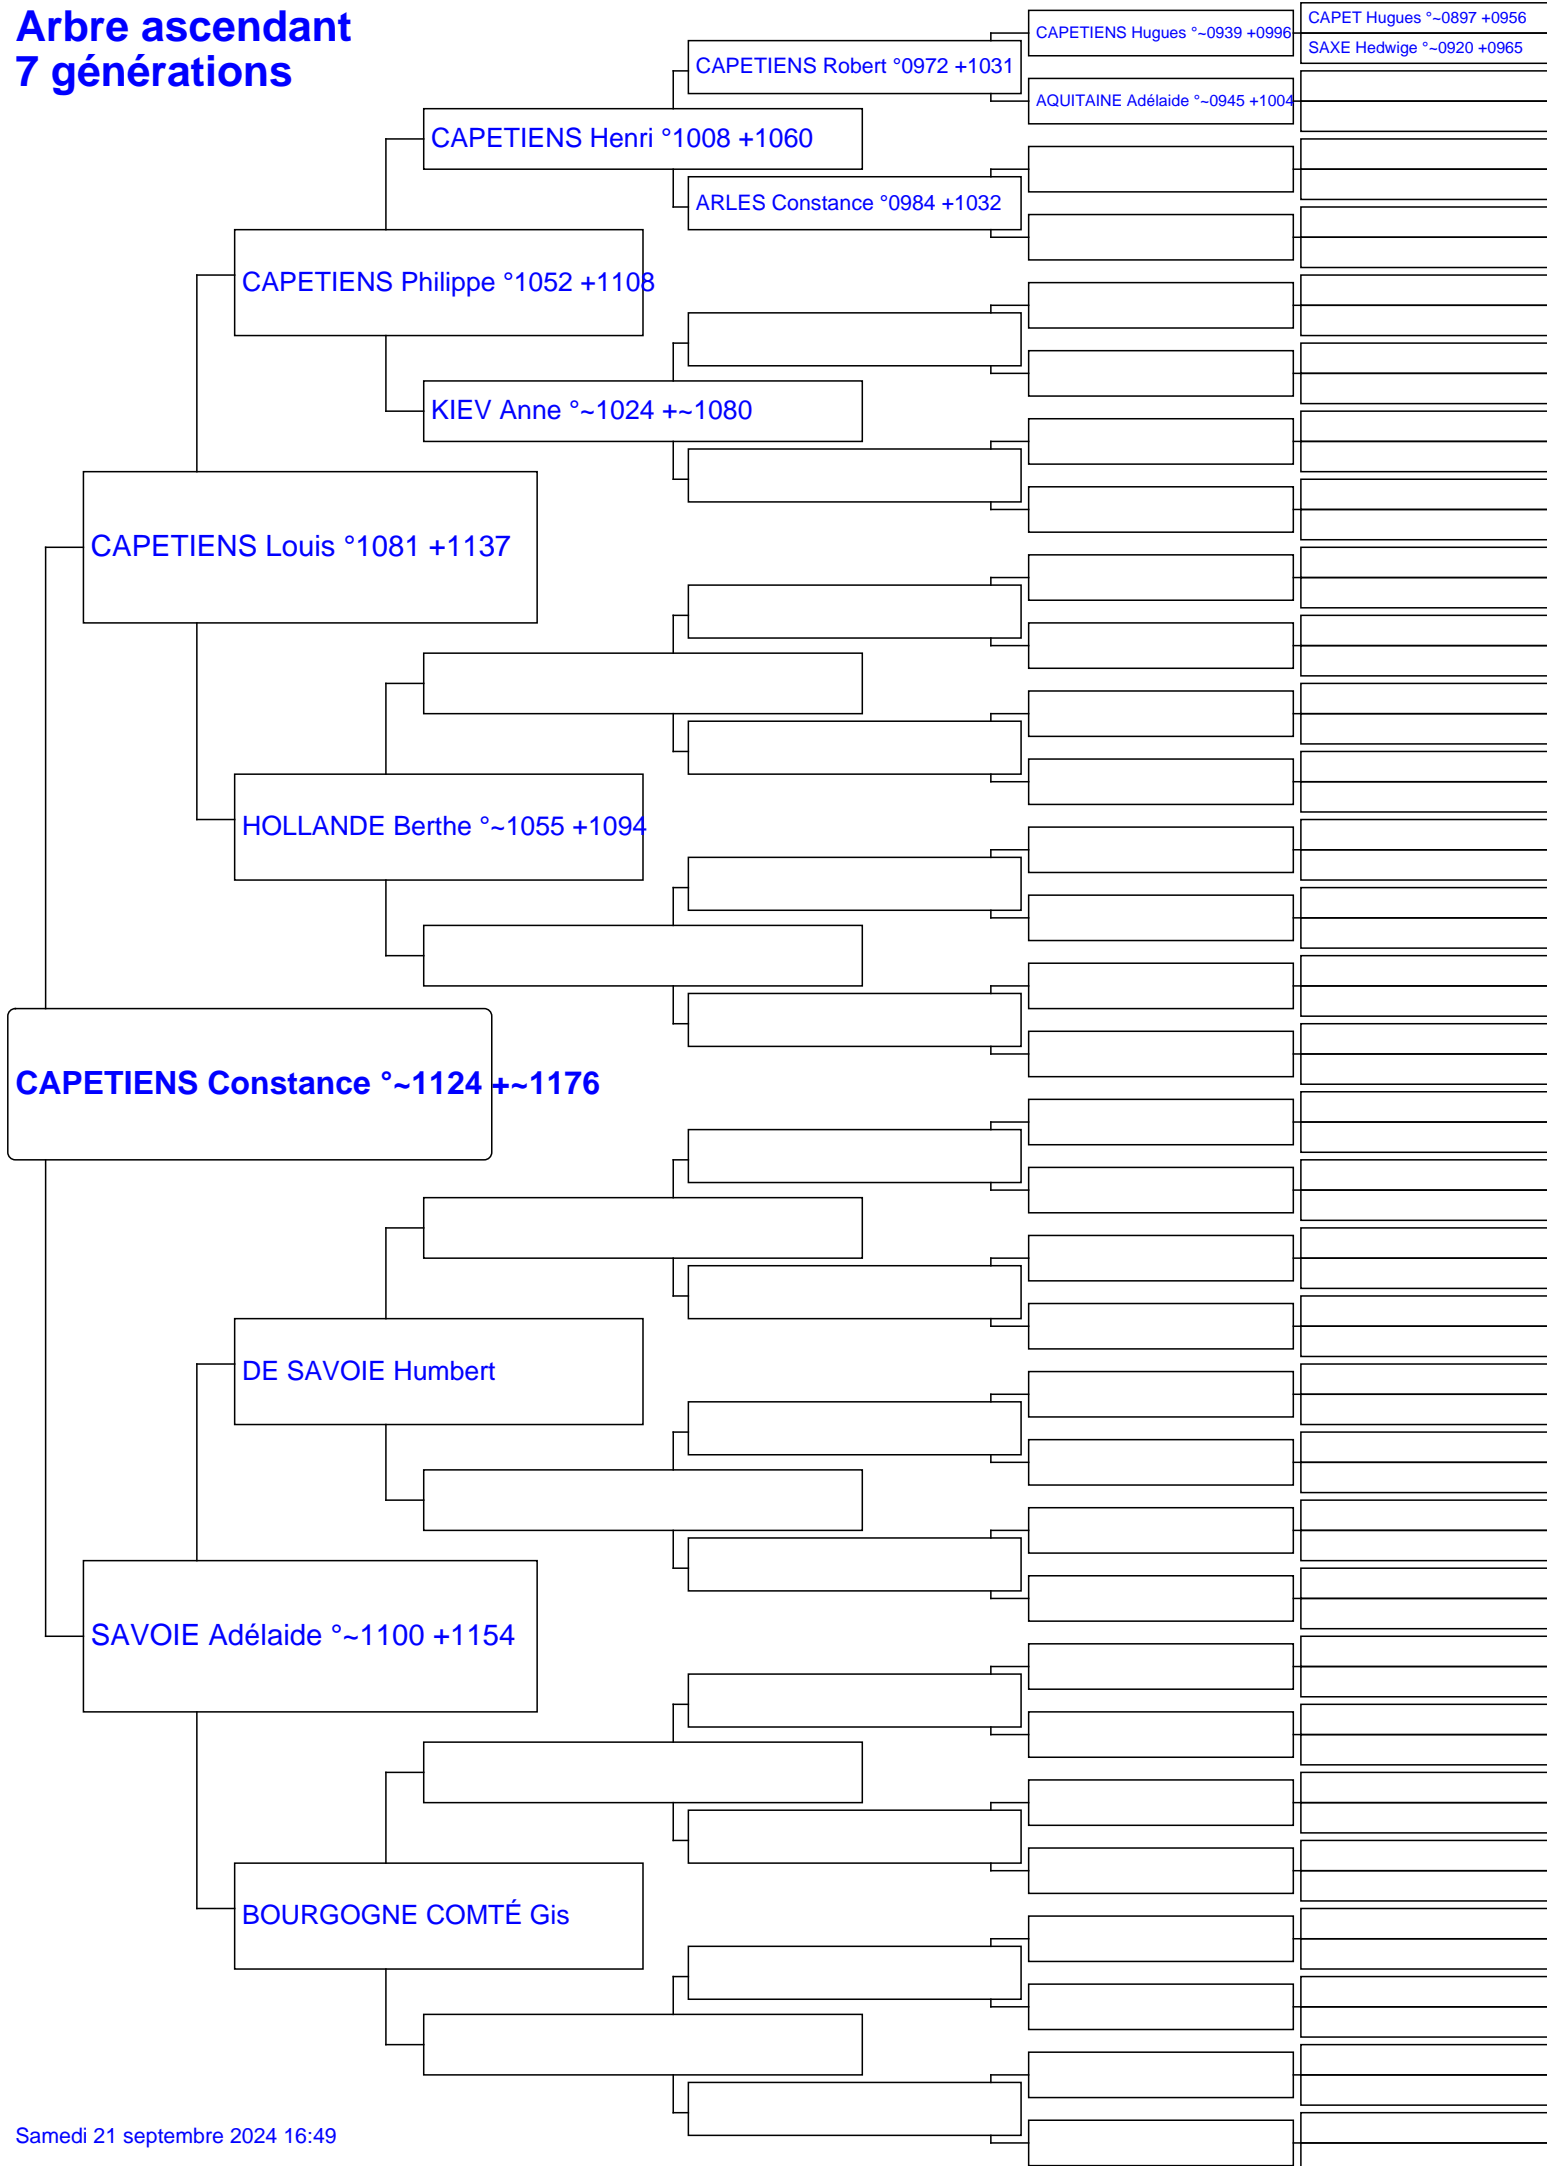 Arbre ascendant
7 générations
CAPETIENS Hugues °~0939 +0996
CAPET Hugues °~0897 +0956
SAXE Hedwige °~0920 +0965
CAPETIENS Robert °0972 +1031
AQUITAINE Adélaide °~0945 +1004
CAPETIENS Henri °1008 +1060
ARLES Constance °0984 +1032
CAPETIENS Philippe °1052 +1108
KIEV Anne °~1024 +~1080
CAPETIENS Louis °1081 +1137
HOLLANDE Berthe °~1055 +1094
CAPETIENS Constance °~1124 +~1176
DE SAVOIE Humbert
SAVOIE Adélaide °~1100 +1154
BOURGOGNE COMTÉ Gis
Samedi 21 septembre 2024 16:49